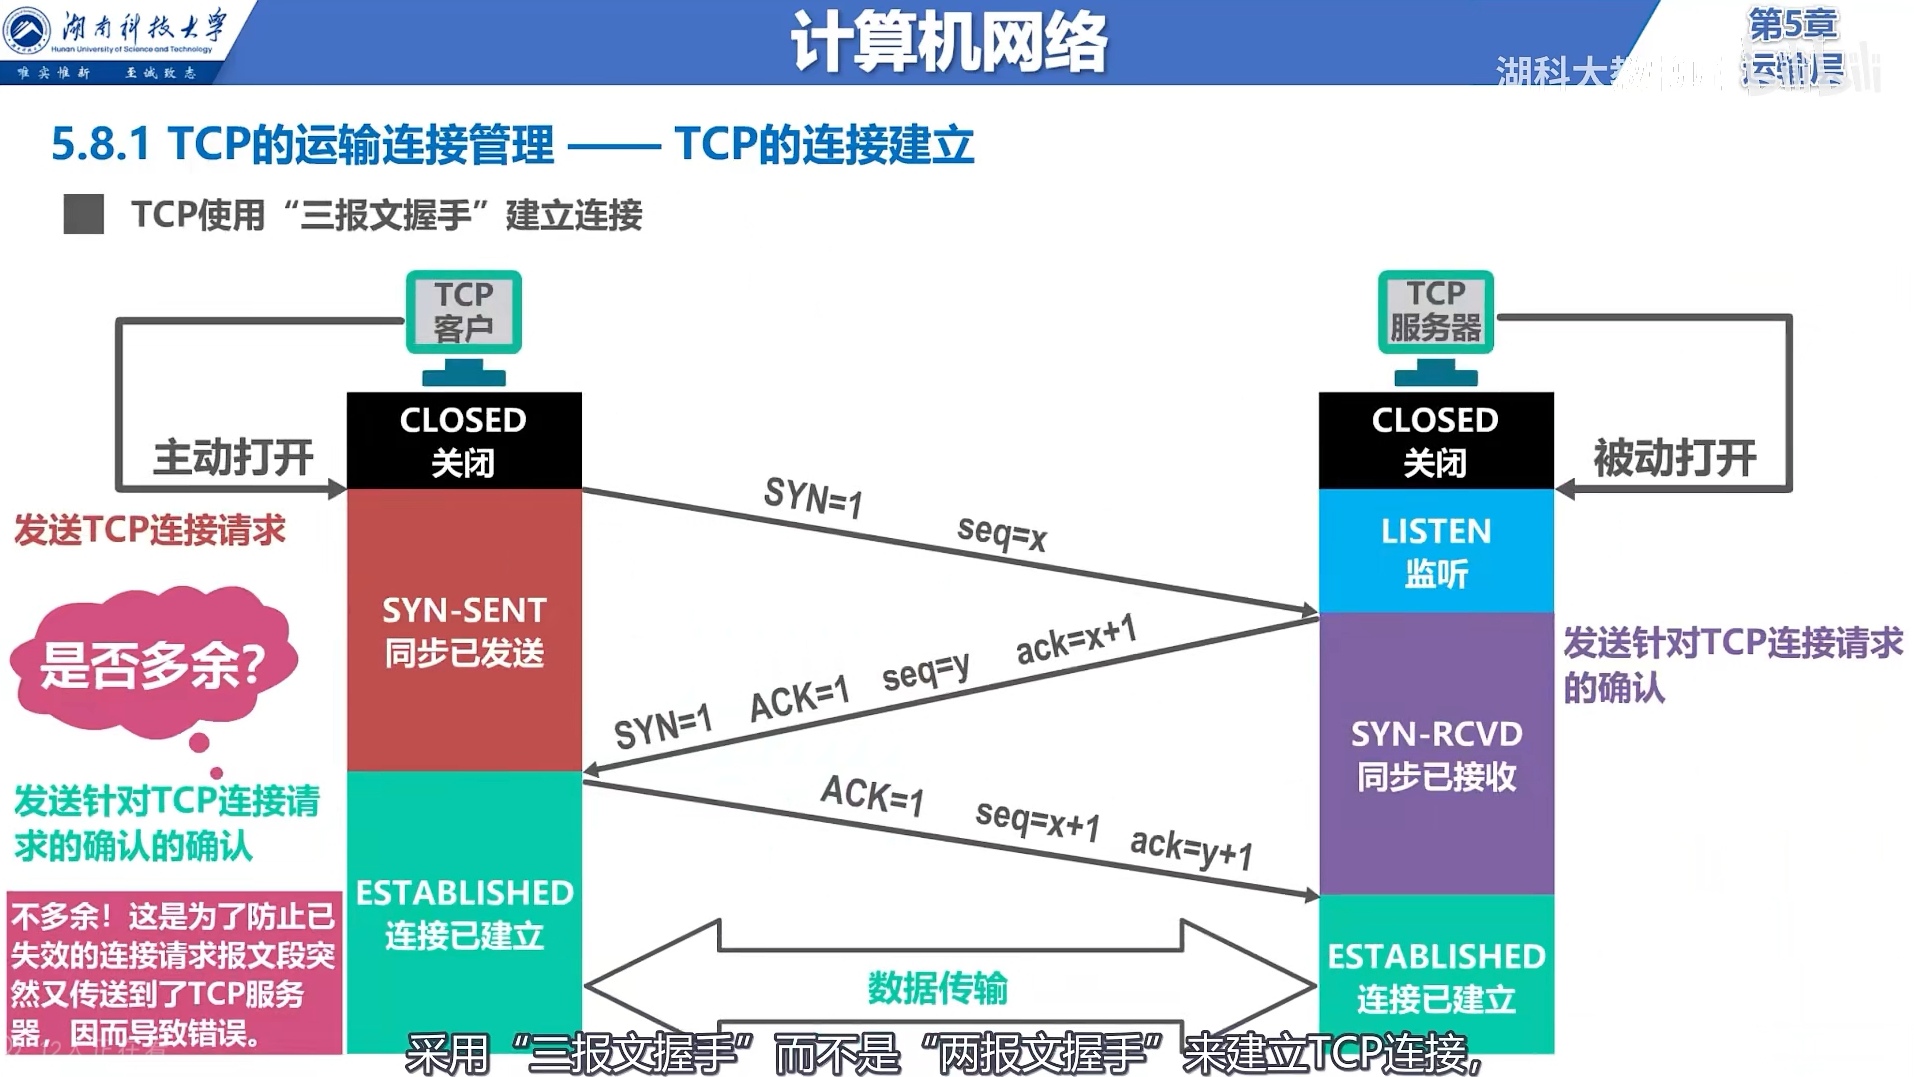 湖南科技大学
Hunan University of Science and Technology
唯实惟新 至诚致志
计算机网络
第5章
运输层
湖科大教
5.8.1 TCP的运输连接管理 —— TCP的连接建立
TCP使用“三报文握手”建立连接
TCP
客户
TCP
服务器
主动打开
CLOSED
关闭
CLOSED
关闭
被动打开
发送TCP连接请求
SYN=1 seq=x
LISTEN
监听
SYN-SENT
同步已发送
是否多余？
SYN=1 ACK=1 seq=y ack=x+1
发送针对TCP连接请求
的确认
SYN-RCVD
同步已接收
发送针对TCP连接请
求的确认的确认
ACK=1 seq=x+1 ack=y+1
ESTABLISHED
连接已建立
不多余！这是为了防止已
失效的连接请求报文段突
然又传送到了TCP服务
器，因而导致错误。
数据传输
ESTABLISHED
连接已建立
采用“三报文握手”而不是“两报文握手”来建立TCP连接，